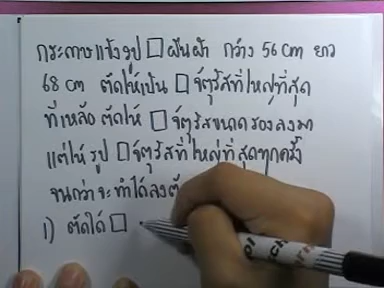 กระดาษแข็งรูป □ ผืนผ้า กว้าง 56 cm ยาว
68 cm ตัดให้เป็น □ จัตุรัสที่ใหญ่ที่สุด
ที่เหลือ ตัดให้ □ จัตุรัสขนาดรองลงมา
แต่ให้ รูป □ จัตุรัสที่ใหญ่ที่สุดทุกครั้ง
จนกว่าจะทำได้ลงตั
1) ตัดได้ □